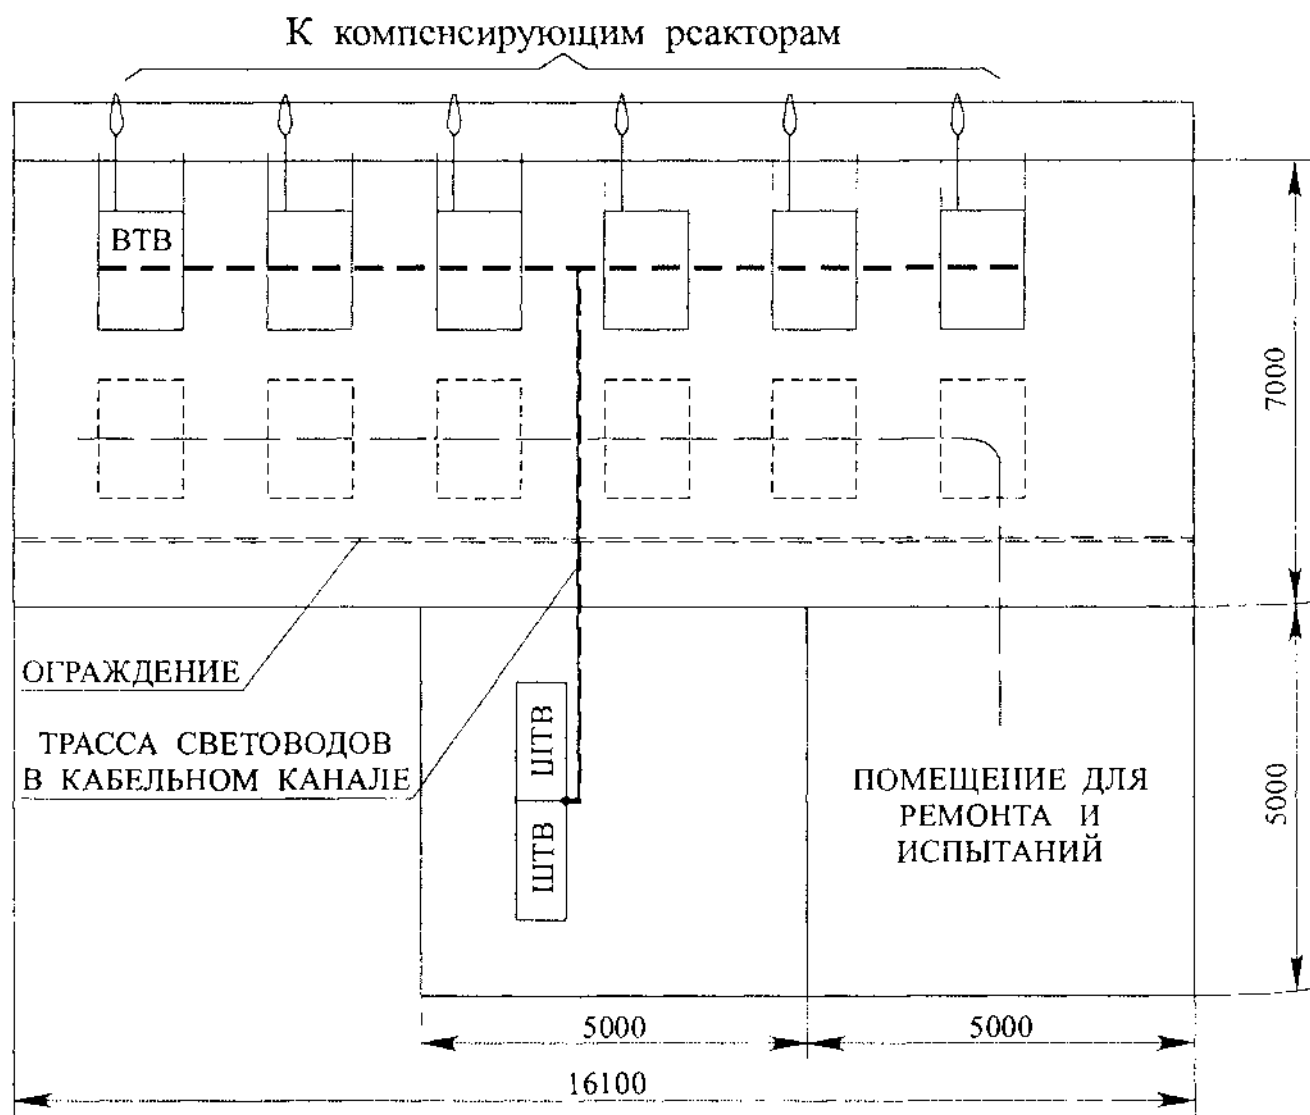 К компенсирующим реакторам
ВТВ
7000
ОГРАЖДЕНИЕ
ТРАССА СВЕТОВОДОВ
В КАБЕЛЬНОМ КАНАЛЕ
ШТВ
ШТВ
ПОМЕЩЕНИЕ ДЛЯ
РЕМОНТА И
ИСПЫТАНИЙ
5000
5000
5000
16100